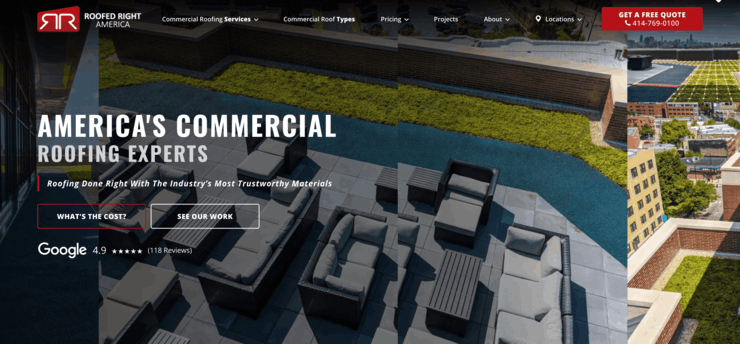 ROOFED RIGHT
AMERICA
Commercial Roofing Services
Commercial Roof Types
Pricing
Projects
About
Locations
GET A FREE QUOTE
414-769-0100
AMERICA'S COMMERCIAL
ROOFING EXPERTS
Roofing Done Right With The Industry's Most Trustworthy Materials
WHAT'S THE COST?
SEE OUR WORK
Google 4.9 ★★★★★ (118 Reviews)